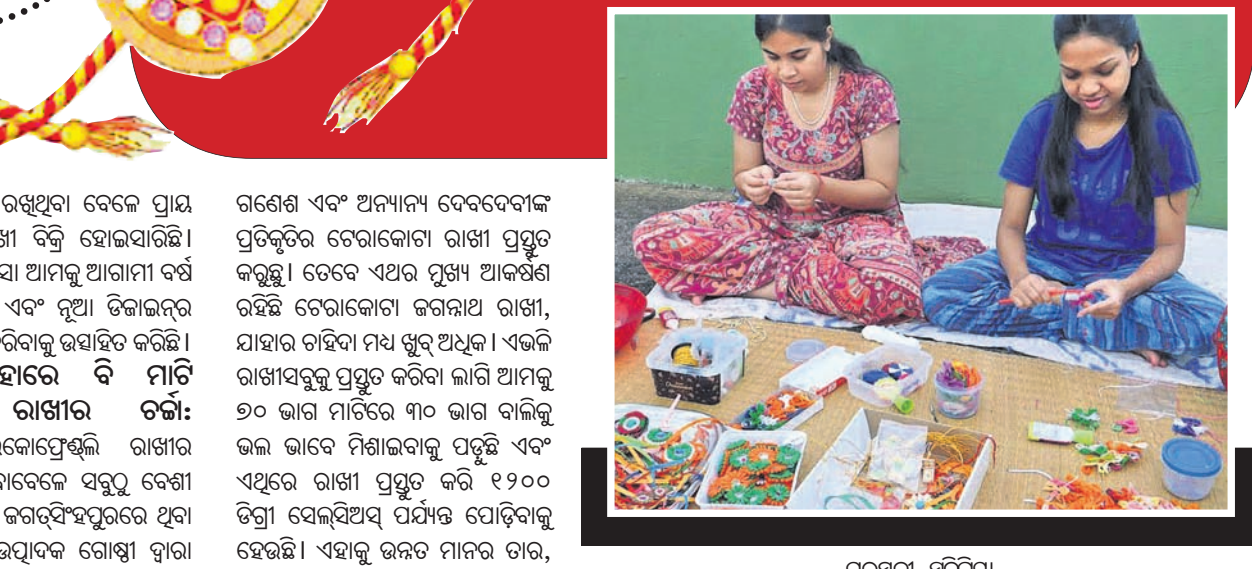 ରଖିଥିବା ବେଳେ ପ୍ରାୟ
ବିକ୍ରି ହୋଇସାରିଛି।
ଆମକୁ ଆଗାମୀ ବର୍ଷ
ଏବଂ ନୂଆ ଡିଜାଇନ୍‌ର
ଉତ୍ସାହିତ କରିଛି।
ବି ମାଟି
ରାଖୀର ଚର୍ଚ୍ଚା:
ରାଖୀର
ସବୁଠୁ ବେଶୀ
ଜଗତ୍‌ସିଂହପୁରରେ ଥିବା
ଉତ୍ପାଦକ ଗୋଷ୍ଠୀ ଦ୍ୱାରା
ଗଣେଶ ଏବଂ ଅନ୍ୟାନ୍ୟ ଦେବଦେବୀଙ୍କ
ପ୍ରତିକୃତିର ଟେରାକୋଟା ରାଖୀ ପ୍ରସ୍ତୁତ
କରୁଛୁ। ତେବେ ଏଥିର ମୁଖ୍ୟ ଆକର୍ଷଣ
ରହିଛି ଟେରାକୋଟା ଜଗନ୍ନାଥ ରାଖୀ,
ଯାହାର ଚାହିଦା ମଧ୍ୟ ଖୁବ୍ ଅଧିକ। ଏଭଳି
ରାଖୀସବୁକୁ ପ୍ରସ୍ତୁତ କରିବା ଲାଗି ଆମକୁ
୭୦ ଭାଗ ମାଟିରେ ୩୦ ଭାଗ ବାଲିକୁ
ଭଲ ଭାବେ ମିଶାଇବାକୁ ପଡୁଛି ଏବଂ
ଏଥିରେ ରାଖୀ ପ୍ରସ୍ତୁତ କରି ୧୨୦୦
ଡିଗ୍ରୀ ସେଲ୍‌ସିଅସ୍ ପର୍ଯ୍ୟନ୍ତ ପୋଡ଼ିବାକୁ
ହେଉଛି। ଏହାକୁ ଉନ୍ନତ ମାନର ତାର,